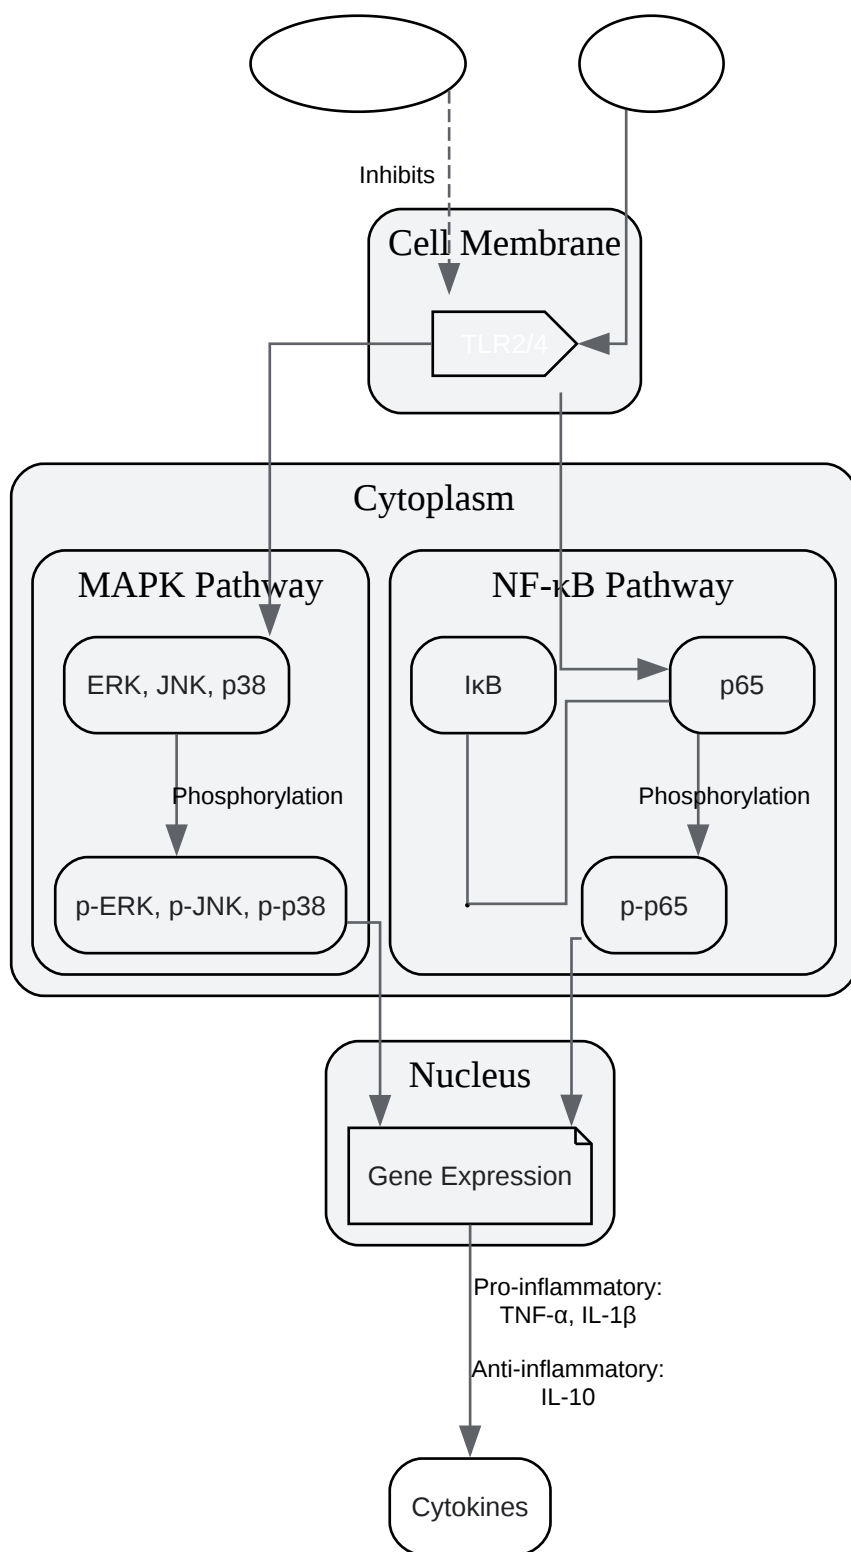 Inhibits
Cell Membrane
TLR2/4
Cytoplasm
MAPK Pathway
NF-κB Pathway
ERK, JNK, p38
IκB
p65
Phosphorylation
Phosphorylation
p-ERK, p-JNK, p-p38
p-p65
Nucleus
Gene Expression
Pro-inflammatory:
TNF-α, IL-1β
Anti-inflammatory:
IL-10
Cytokines